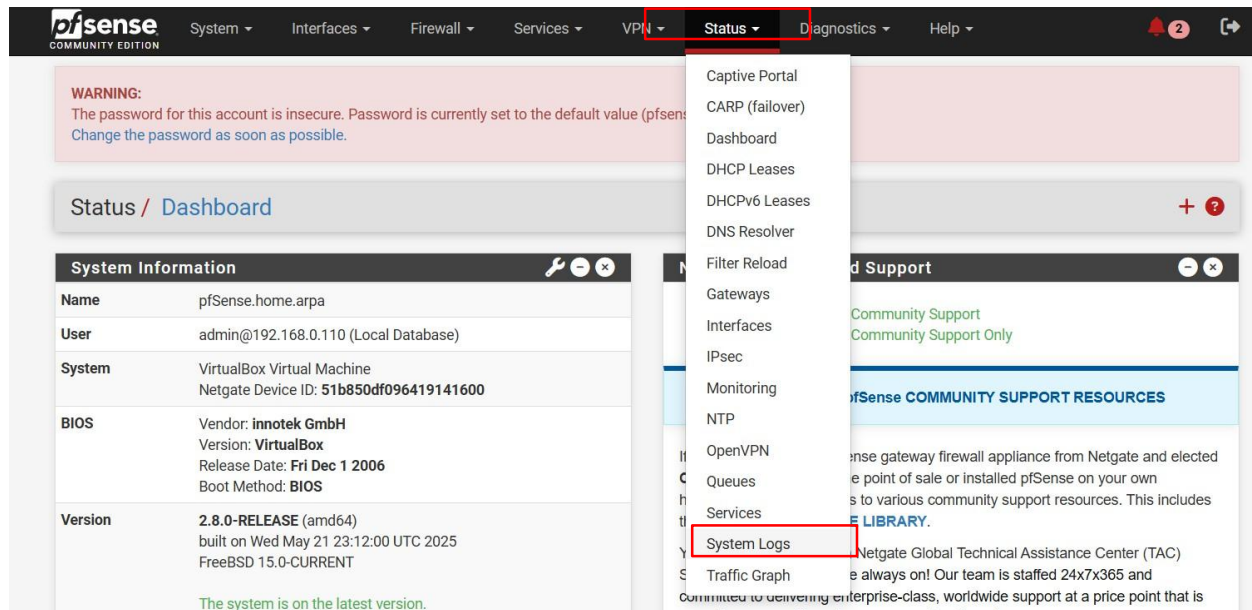 pfsense
COMMUNITY EDITION
System Interfaces Firewall Services VPN Status Diagnostics Help 2
WARNING:
The password for this account is insecure. Password is currently set to the default value (pfsens
Change the password as soon as possible.
Status / Dashboard
System Information
Name pfSense.home.arpa
User admin@192.168.0.110 (Local Database)
System VirtualBox Virtual Machine
Netgate Device ID: 51b850df096419141600
BIOS Vendor: innotek GmbH
Version: VirtualBox
Release Date: Fri Dec 1 2006
Boot Method: BIOS
Version 2.8.0-RELEASE (amd64)
built on Wed May 21 23:12:00 UTC 2025
FreeBSD 15.0-CURRENT
The system is on the latest version.
Captive Portal
CARP (failover)
Dashboard
DHCP Leases
DHCPv6 Leases
DNS Resolver
Filter Reload
Gateways
Interfaces
IPsec
Monitoring
NTP
OpenVPN
Queues
Services
System Logs
Traffic Graph
d Support
Community Support
Community Support Only
fSense COMMUNITY SUPPORT RESOURCES
ense gateway firewall appliance from Netgate and elected
e point of sale or installed pfSense on your own
s to various community support resources. This includes
E LIBRARY.
Netgate Global Technical Assistance Center (TAC)
e always on! Our team is staffed 24x7x365 and
committed to delivering enterprise-class, worldwide support at a price point that is